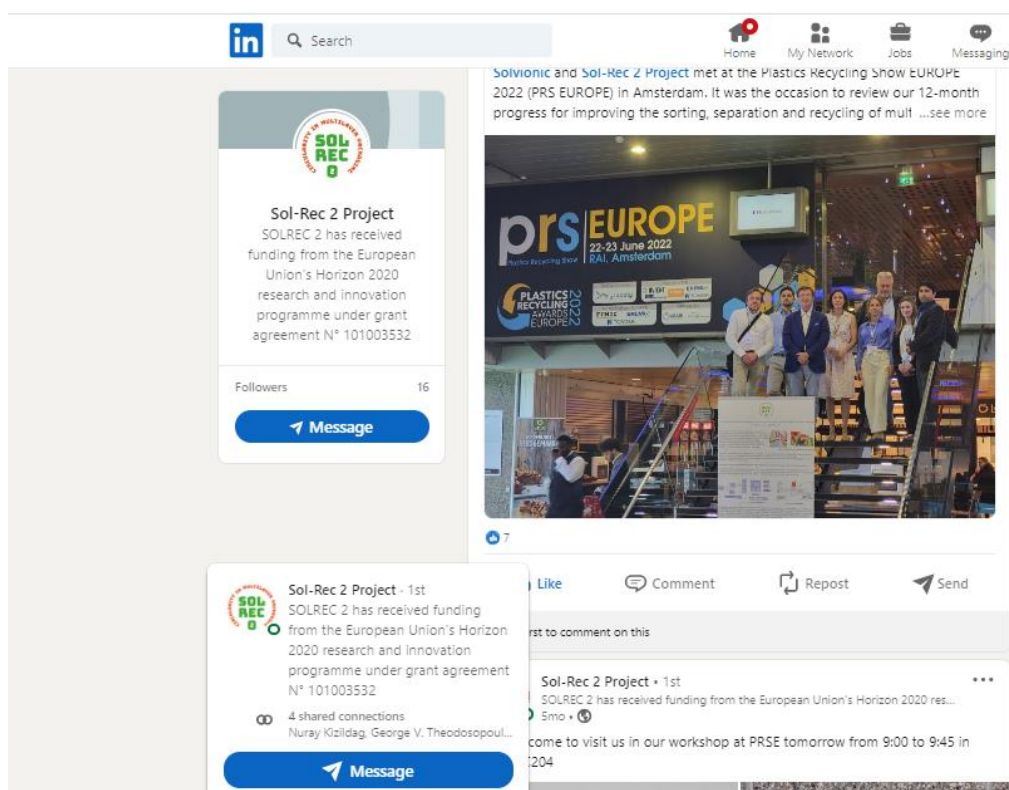 in
Search
Home
My Network
Jobs
Messaging
Solvionic and Sol-Rec 2 Project met at the Plastics Recycling Show EUROPE
2022 (PRS EUROPE) in Amsterdam. It was the occasion to review our 12-month
progress for improving the sorting, separation and recycling of mult ...see more
SOL
REC
2
Sol-Rec 2 Project
SOLREC 2 has received
funding from the European
Union's Horizon 2020
research and innovation
programme under grant
agreement N° 101003532
Followers 16
Message
prs EUROPE
22-23 June 2022
RAI, Amsterdam
Plastics Recycling Show
PLASTICS
RECYCLING
AWARDS
EUROPE
2022
7
Like
Comment
Repost
Send
rst to comment on this
SOL
REC
2
Sol-Rec 2 Project · 1st
SOLREC 2 has received funding
from the European Union's Horizon
2020 research and innovation
programme under grant agreement
N° 101003532
4 shared connections
Nuray Kizildag, George V. Theodosopoul...
Message
Sol-Rec 2 Project • 1st
SOLREC 2 has received funding from the European Union's Horizon 2020 res...
5mo •
come to visit us in our workshop at PRSE tomorrow from 9:00 to 9:45 in
204